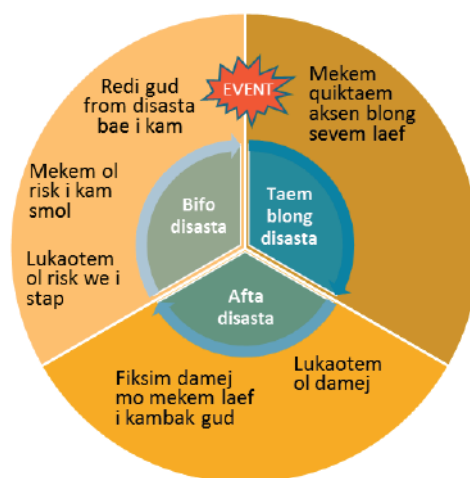 Redi gud
from disasta
bae i kam
EVENT
Mekem
quiktaem
aksen blong
sevem laef
Mekem ol
risk i kam
smol
Lukaotem
ol risk we i
stap
Bifo
disasta
Taem
blong
disasta
Afta
disasta
Fiksim damej
mo mekem laef
i kambak gud
Lukaotem
ol damej